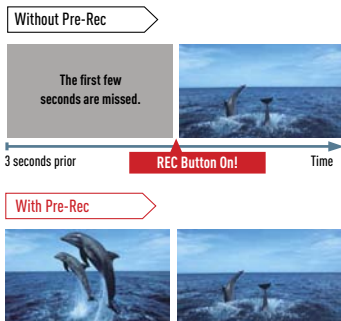 Without Pre-Rec
The first few
seconds are missed.
3 seconds prior
REC Button On!
Time
With Pre-Rec